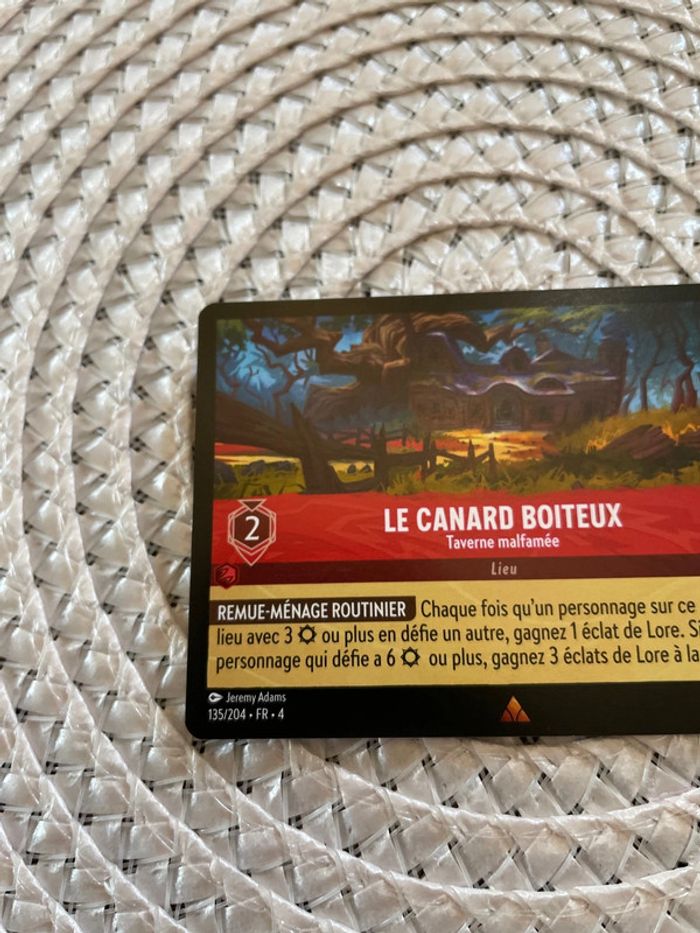 2
LE CANARD BOITEUX
Taverne malfamée
Lieu
REMUE-MÉNAGE ROUTINIER Chaque fois qu'un personnage sur ce
lieu avec 3 ou plus en défie un autre, gagnez 1 éclat de Lore. Si
personnage qui défie a 6 ou plus, gagnez 3 éclats de Lore à la
Jeremy Adams
135/204 • FR • 4